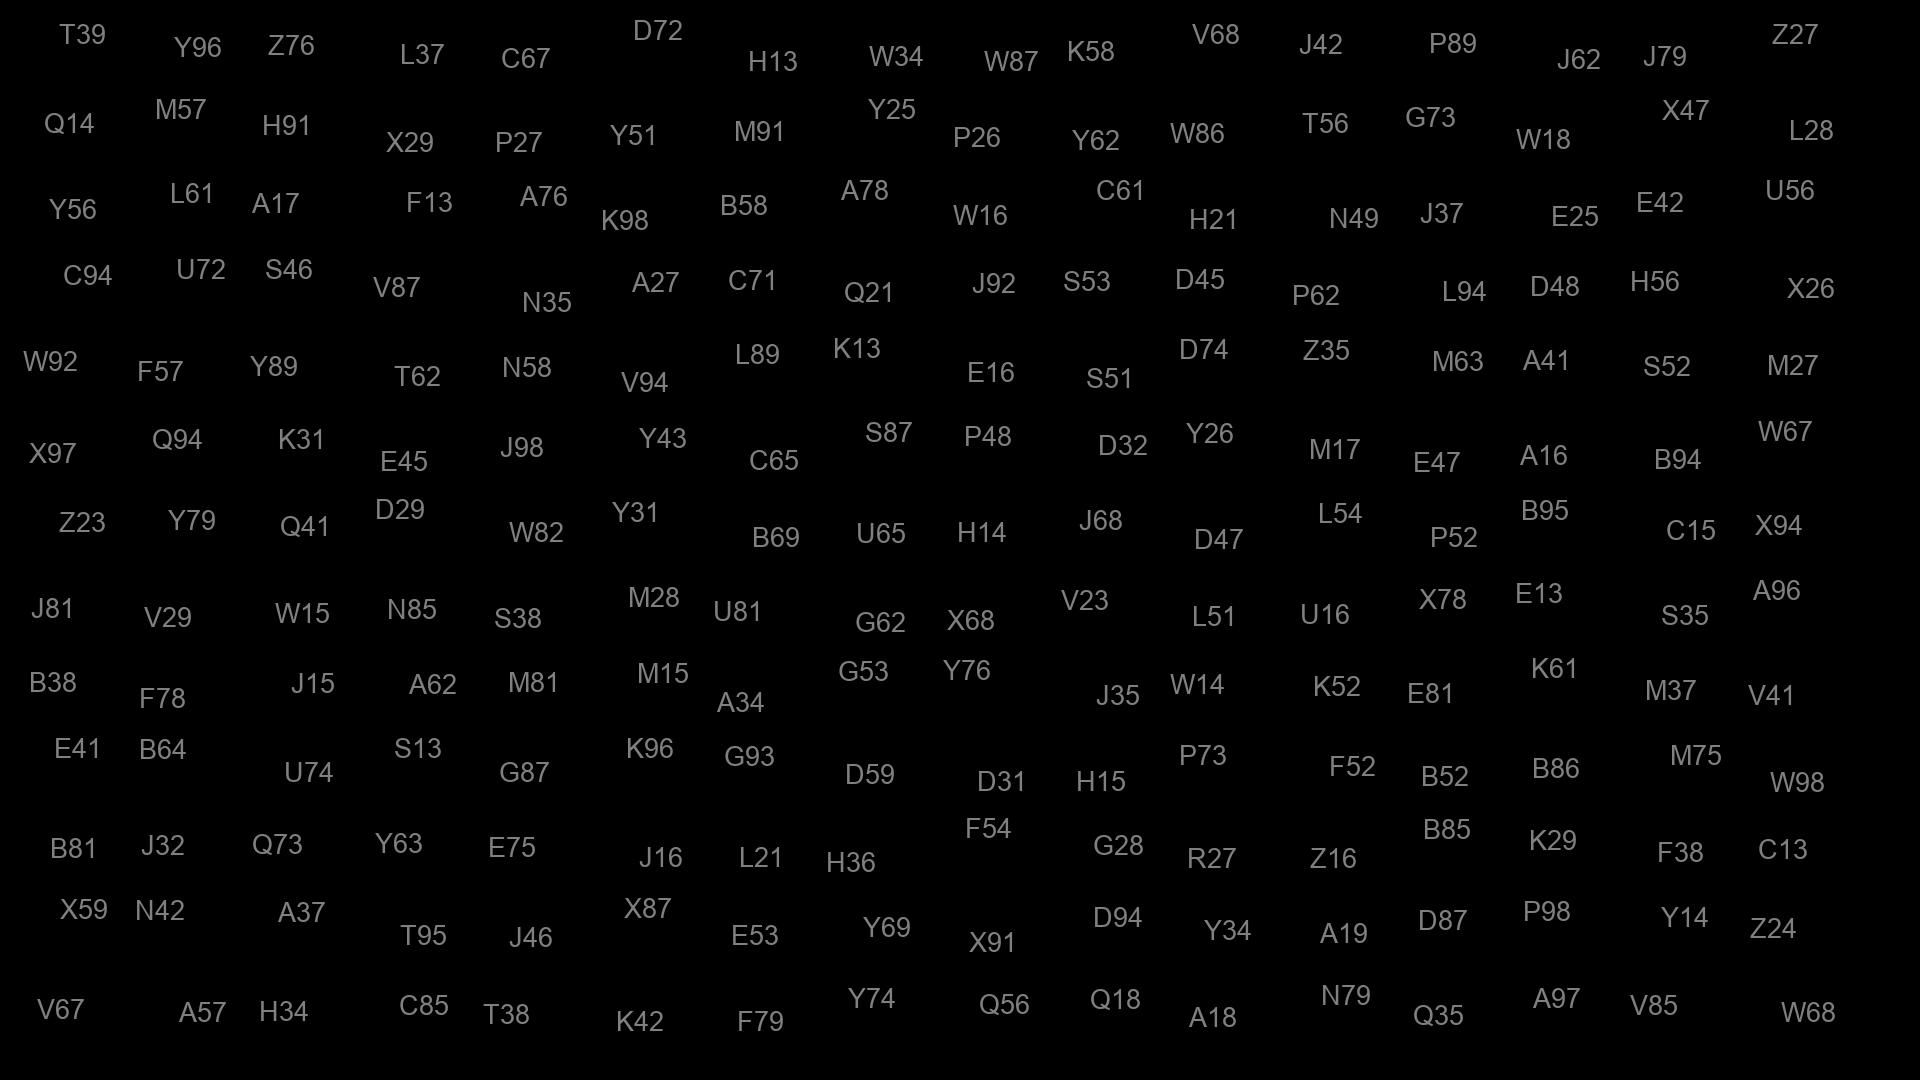 T39 Y96 Z76 L37 C67 D72 H13 W34 W87 K58 V68 J42 P89 J62 J79 Z27
Q14 M57 H91 X29 P27 Y51 M91 Y25 P26 Y62 W86 T56 G73 W18 X47 L28
Y56 L61 A17 F13 A76 K98 B58 A78 W16 C61 H21 N49 J37 E25 E42 U56
C94 U72 S46 V87 N35 A27 C71 Q21 J92 S53 D45 P62 L94 D48 H56 X26
W92 F57 Y89 T62 N58 V94 L89 K13 E16 S51 D74 Z35 M63 A41 S52 M27
X97 Q94 K31 E45 J98 Y43 C65 S87 P48 D32 Y26 M17 E47 A16 B94 W67
Z23 Y79 Q41 D29 W82 Y31 B69 U65 H14 J68 D47 L54 P52 B95 C15 X94
J81 V29 W15 N85 S38 M28 U81 G62 X68 V23 L51 U16 X78 E13 S35 A96
B38 F78 J15 A62 M81 M15 A34 G53 Y76 J35 W14 K52 E81 K61 M37 V41
E41 B64 U74 S13 G87 K96 G93 D59 D31 H15 P73 F52 B52 B86 M75 W98
B81 J32 Q73 Y63 E75 J16 L21 H36 F54 G28 R27 Z16 B85 K29 F38 C13
X59 N42 A37 T95 J46 X87 E53 Y69 X91 D94 Y34 A19 D87 P98 Y14 Z24
V67 A57 H34 C85 T38 K42 F79 Y74 Q56 Q18 A18 N79 Q35 A97 V85 W68